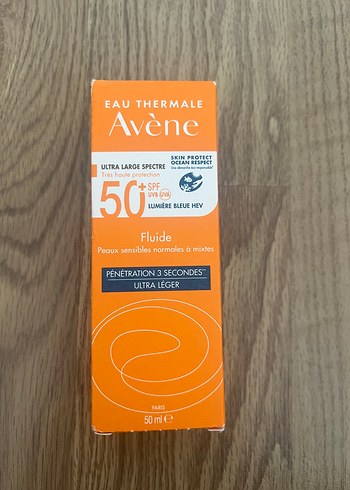 EAU THERMALE
Avène
ULTRA LARGE SPECTRE
Très haute protection
SKIN PROTECT
OCEAN RESPECT
50+ SPF
UVB UVA
LUMIÈRE BLEUE HEV
Fluide
Peaux sensibles normales à mixtes
PÉNÉTRATION 3 SECONDES™
ULTRA LÉGER
PARIS
50 ml ℮